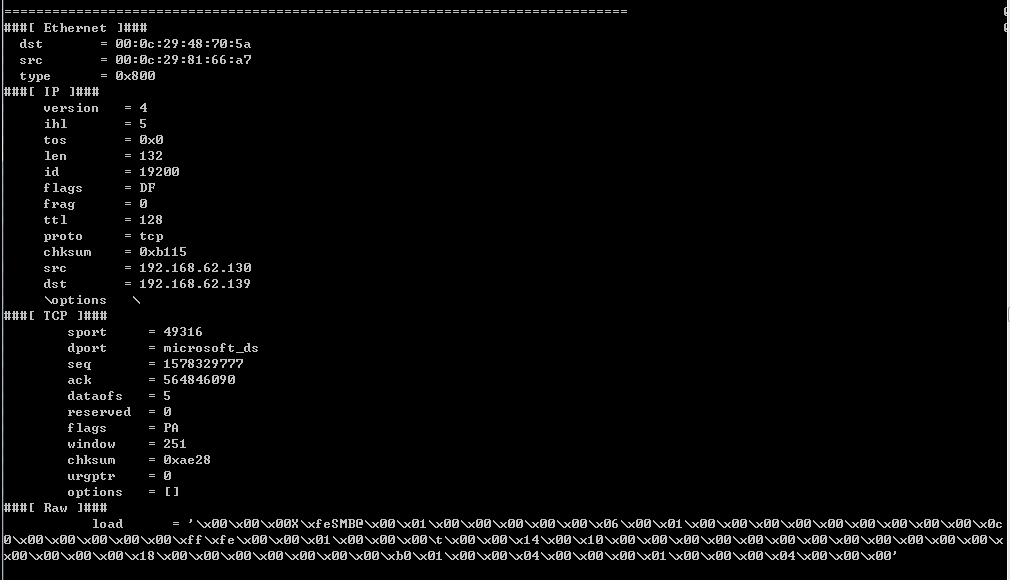 ==============================================================================
###[ Ethernet ]###
  dst       = 00:0c:29:48:70:5a
  src       = 00:0c:29:81:66:a7
  type      = 0x800
###[ IP ]###
     version   = 4
     ihl       = 5
     tos       = 0x0
     len       = 132
     id        = 19200
     flags     = DF
     frag      = 0
     ttl       = 128
     proto     = tcp
     chksum    = 0xb115
     src       = 192.168.62.130
     dst       = 192.168.62.139
     \options   \
###[ TCP ]###
        sport     = 49316
        dport     = microsoft_ds
        seq       = 1578329777
        ack       = 564846090
        dataofs   = 5
        reserved  = 0
        flags     = PA
        window    = 251
        chksum    = 0xae28
        urgptr    = 0
        options   = []
###[ Raw ]###
           load      = '\x00\x00\x00X\xfeSMB@\x00\x01\x00\x00\x00\x00\x00\x06\x00\x01\x00\x00\x00\x00\x00\x00\x00\x00\x00\x0c
0\x00\x00\x00\x00\x00\xff\xfe\x00\x00\x01\x00\x00\x00\t\x00\x00\x14\x00\x10\x00\x00\x00\x00\x00\x00\x00\x00\x00\x00\x00\x
x00\x00\x00\x00\x18\x00\x00\x00\x00\x00\x00\x00\xb0\x01\x00\x00\x04\x00\x00\x00\x01\x00\x00\x00\x04\x00\x00\x00'